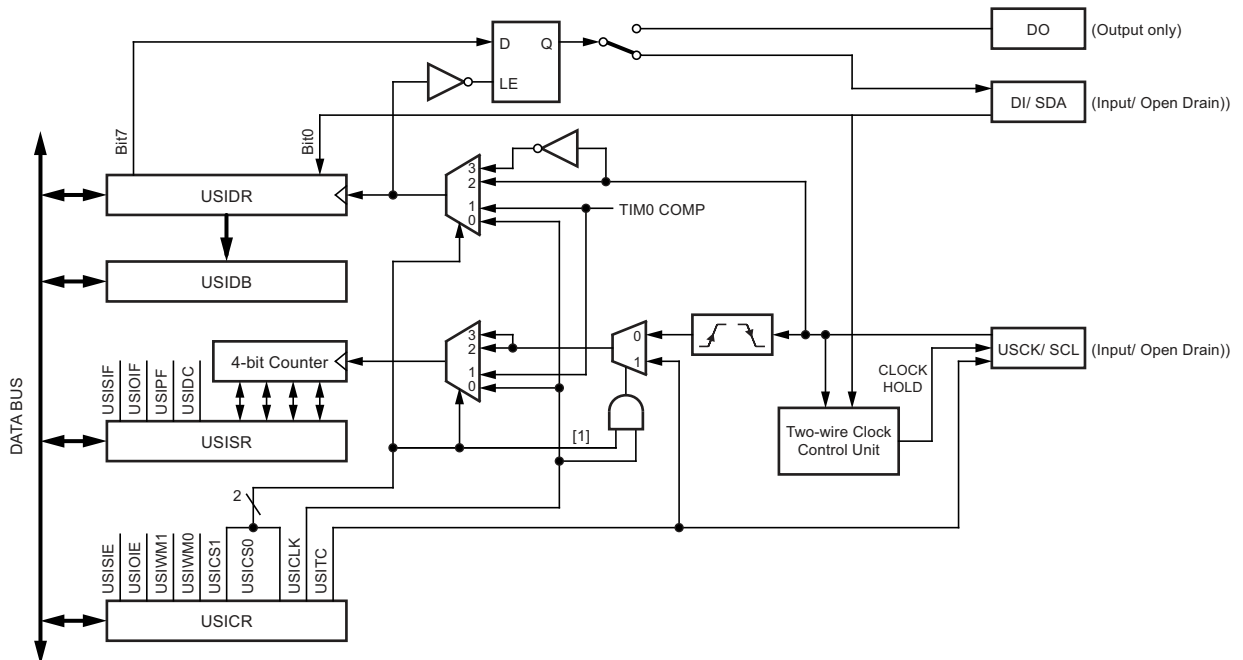 DO (Output only)
D Q
LE
DI/ SDA (Input/ Open Drain))
Bit7
Bit0
3
2
1
0
USIDR
TIM0 COMP
USIDB
3
2
1
0
0
1
4-bit Counter
USCK/ SCL (Input/ Open Drain))
CLOCK
HOLD
USISIF
USIOIF
USIPF
USIDC
DATA BUS
[1]
Two-wire Clock
Control Unit
USISR
2
USISIE
USIOIE
USIWM1
USIWM0
USICS1
USICS0
USICLK
USITC
USICR